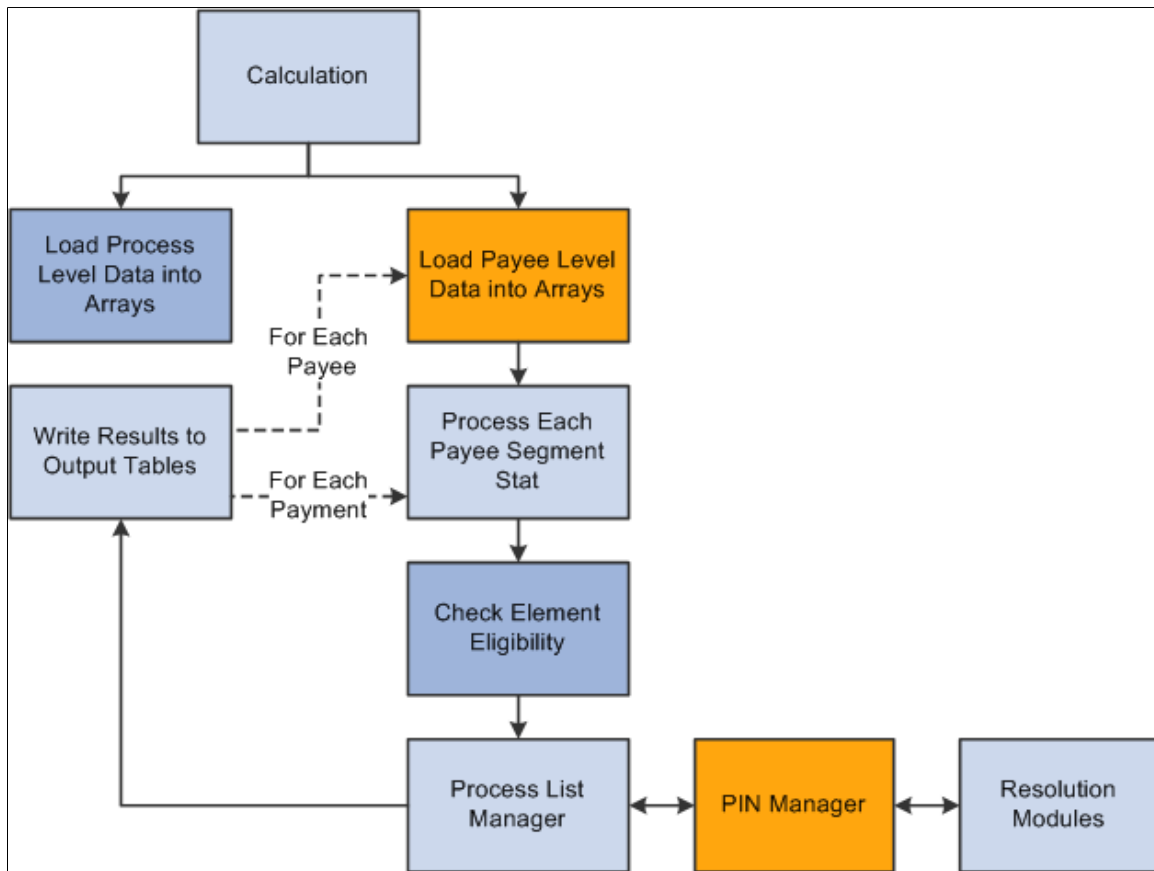 Calculation
Load Process
Level Data into
Arrays
Load Payee Level
Data into Arrays
For Each
Payee
Write Results to
Output Tables
Process Each
Payee Segment
Stat
For Each
Payment
Check Element
Eligibility
Process List
Manager
PIN Manager
Resolution
Modules